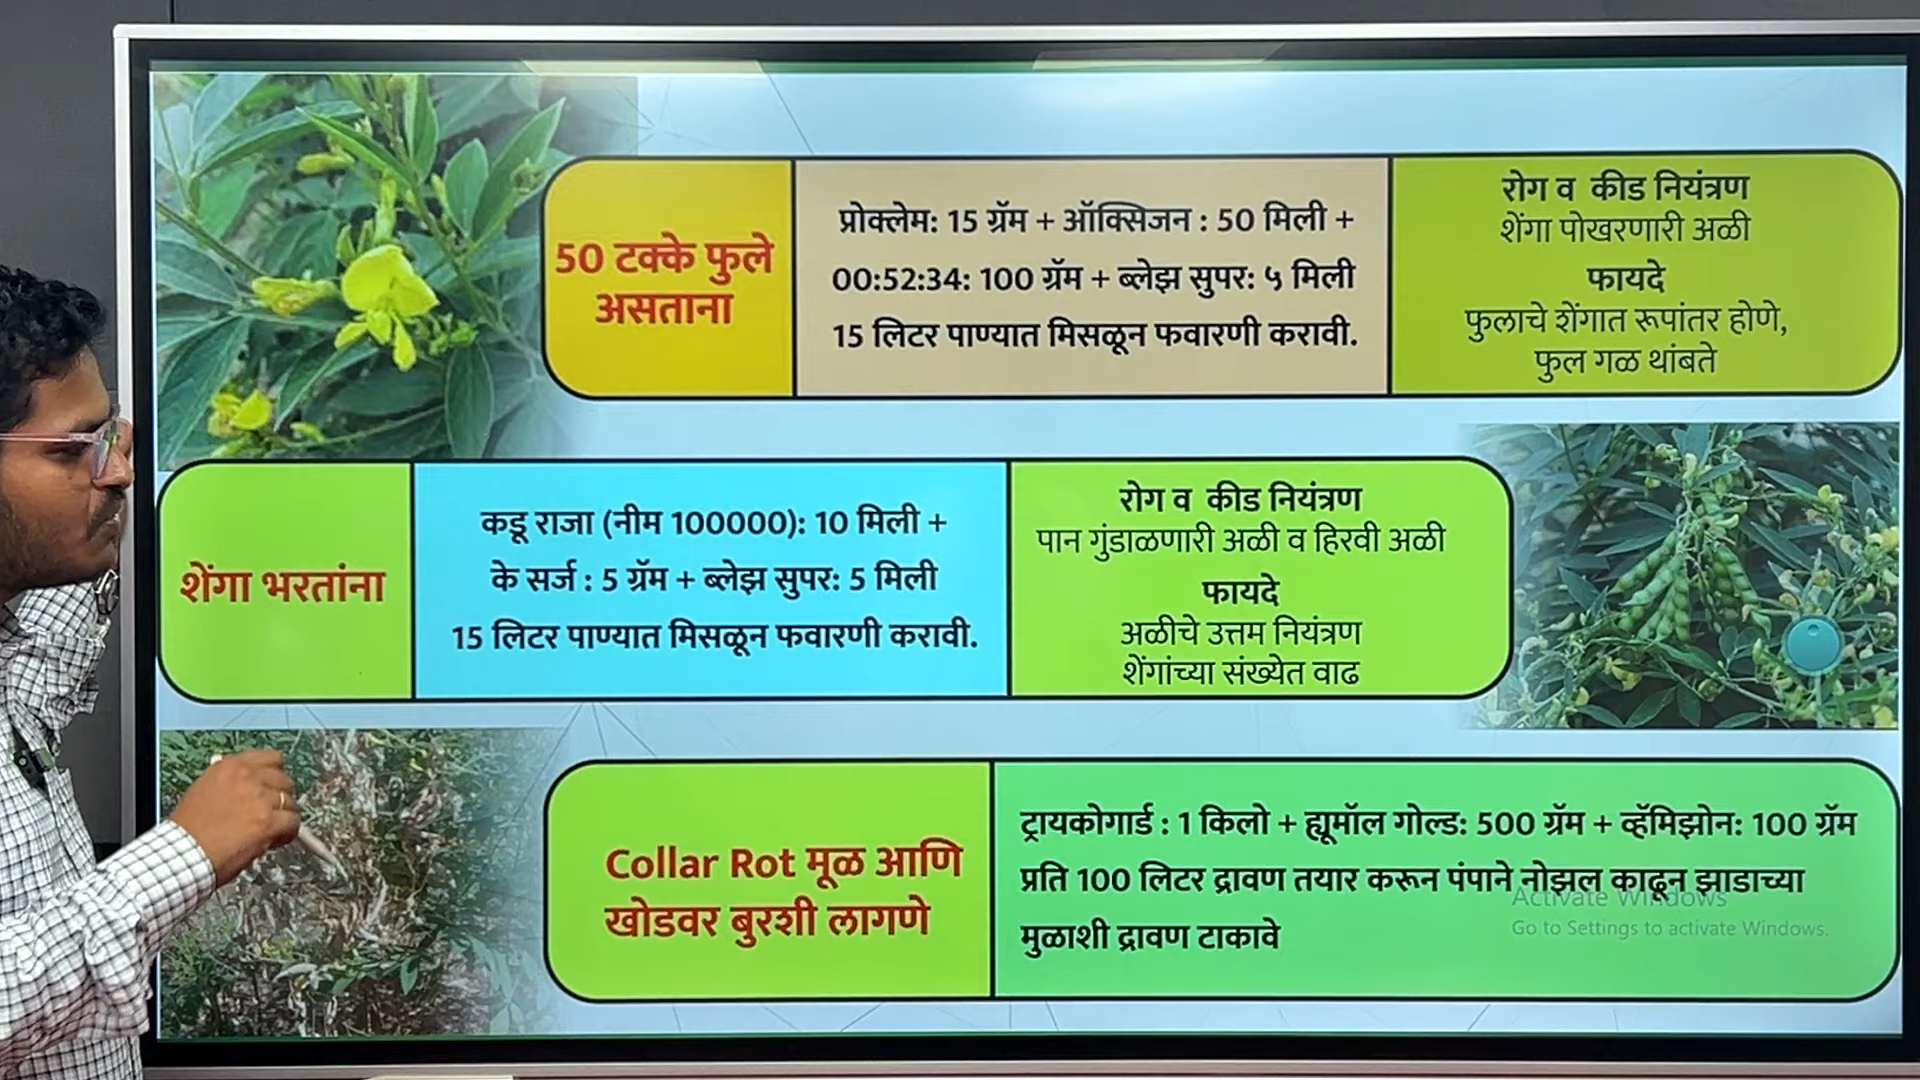 50 टक्के फुले
असताना
प्रोक्लेम: 15 ग्रॅम + ऑक्सिजन : 50 मिली +
00:52:34: 100 ग्रॅम + ब्लेझ सुपर: ५ मिली
15 लिटर पाण्यात मिसळून फवारणी करावी.
रोग व कीड नियंत्रण
शेंगा पोखरणारी अळी
फायदे
फुलाचे शेंगात रूपांतर होणे,
फुल गळ थांबते
शेंगा भरतांना
कडू राजा (नीम 100000): 10 मिली +
के सर्ज : 5 ग्रॅम + ब्लेझ सुपर: 5 मिली
15 लिटर पाण्यात मिसळून फवारणी करावी.
रोग व कीड नियंत्रण
पान गुंडाळणारी अळी व हिरवी अळी
फायदे
अळीचे उत्तम नियंत्रण
शेंगांच्या संख्येत वाढ
Collar Rot मूळ आणि
खोडवर बुरशी लागणे
ट्रायकोगार्ड : 1 किलो + ह्यूमॉल गोल्ड: 500 ग्रॅम + व्हॅमिझोन: 100 ग्रॅम
प्रति 100 लिटर द्रावण तयार करून पंपाने नोझल काढून झाडाच्या
मुळाशी द्रावण टाकावे
Activate Windows
Go to Settings to activate Windows.